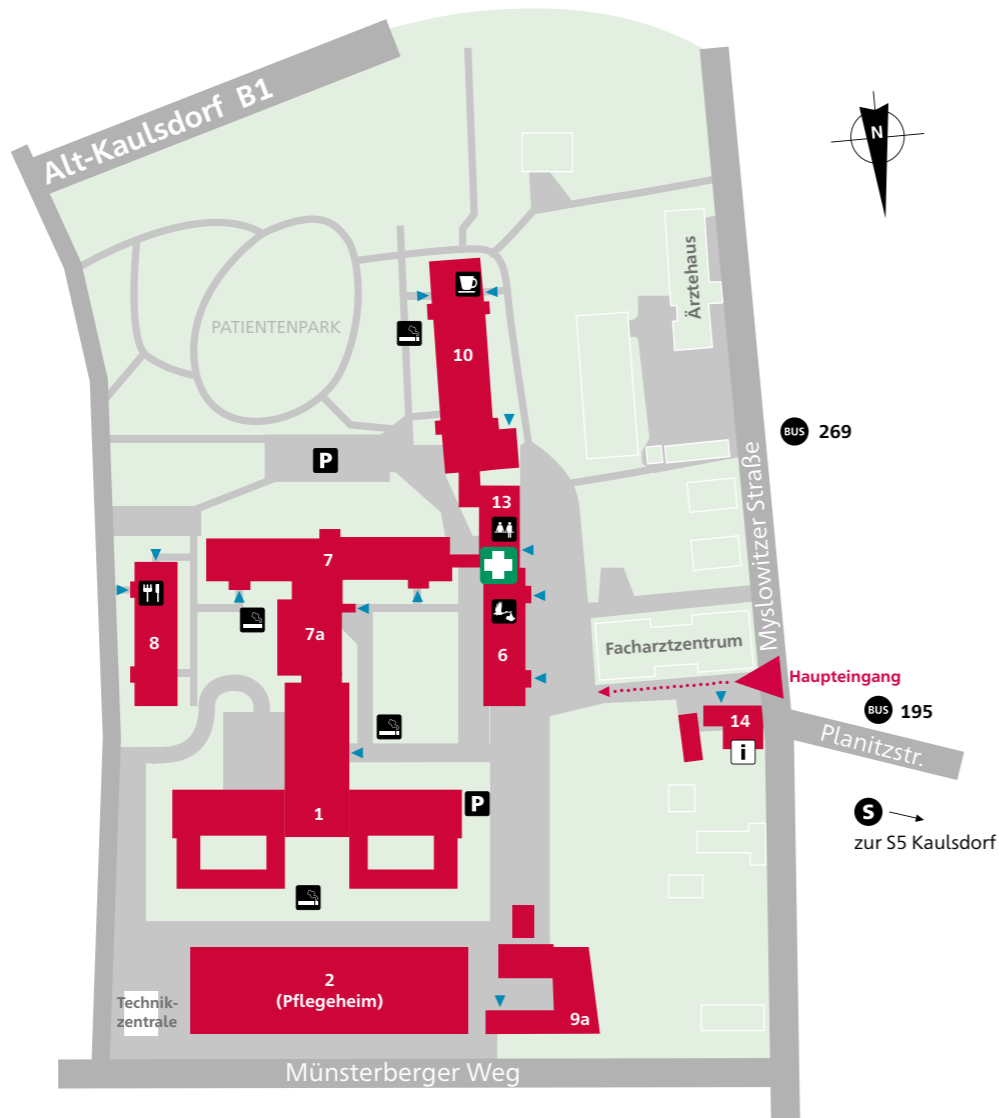 Alt-Kaulsdorf B1
N
Ärztehaus
PATIENTENPARK
10
BUS 269
Myslowitzer Straße
P
13
7
8
7a
6
Facharztzentrum
Haupteingang
BUS 195
14
i
Planitzstr.
P
1
S
zur S5 Kaulsdorf
2
(Pflegeheim)
Technik-
zentrale
9a
Münsterberger Weg